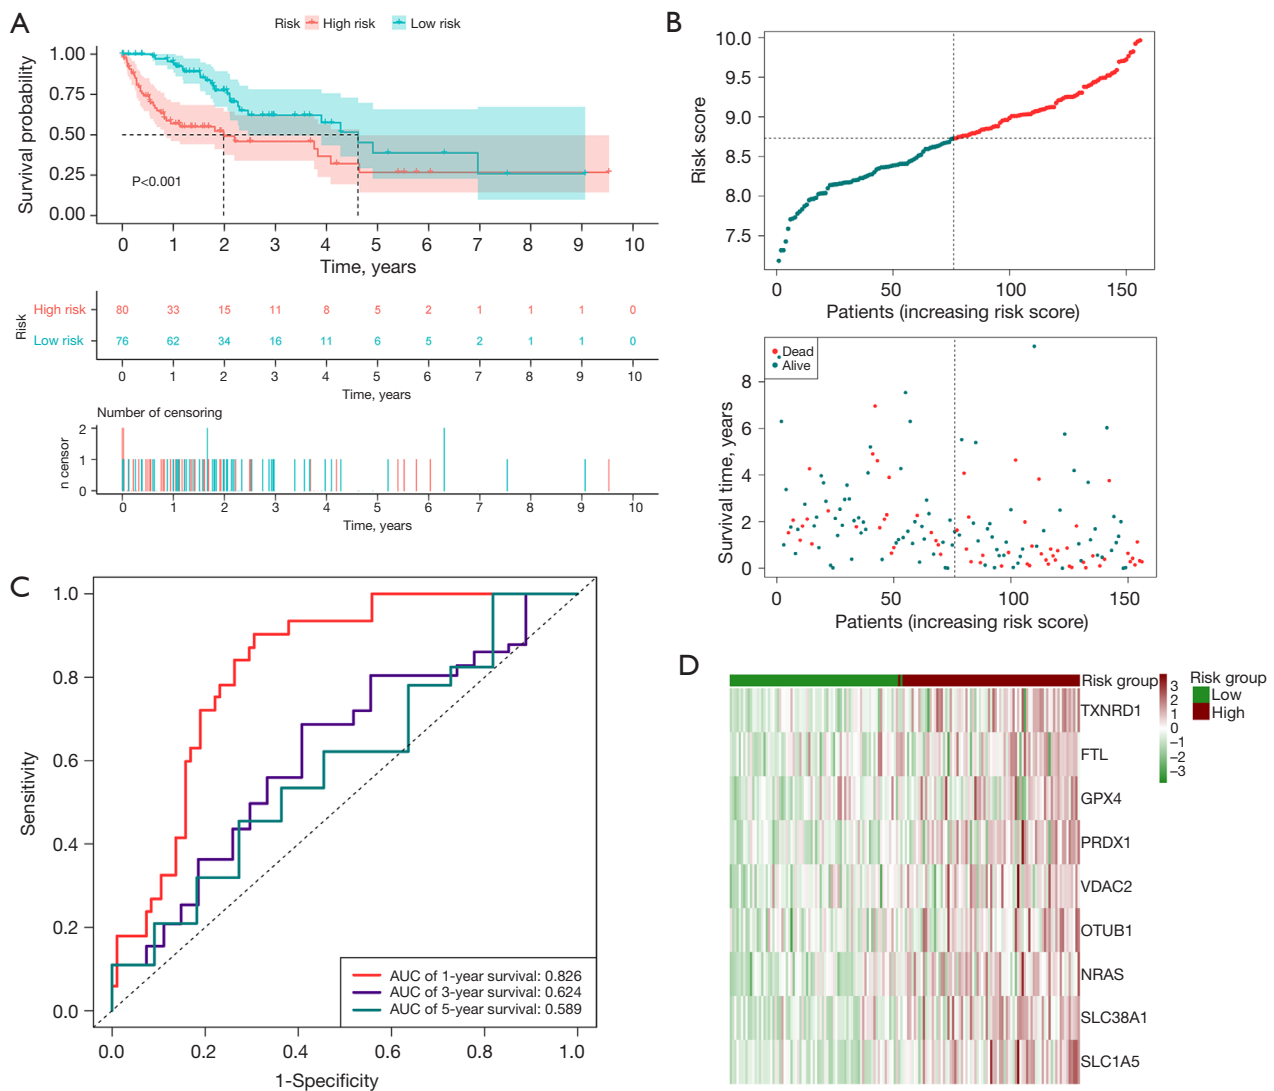 A
Risk High risk Low risk
Survival probability
1.00
0.75
0.50
0.25
0.00
P<0.001
0 1 2 3 4 5 6 7 8 9 10
Time, years
Risk
High risk 80 33 15 11 8 5 2 1 1 1 0
Low risk 76 62 34 16 11 6 5 2 1 1 0
0 1 2 3 4 5 6 7 8 9 10
Time, years
Number of censoring
n censor
2
1
0
0 1 2 3 4 5 6 7 8 9 10
Time, years
B
Risk score
10.0
9.5
9.0
8.5
8.0
7.5
0 50 100 150
Patients (increasing risk score)
Dead
Alive
Survival time, years
8
6
4
2
0
0 50 100 150
Patients (increasing risk score)
C
Sensitivity
1.0
0.8
0.6
0.4
0.2
0.0
AUC of 1-year survival: 0.826
AUC of 3-year survival: 0.624
AUC of 5-year survival: 0.589
0.0 0.2 0.4 0.6 0.8 1.0
1-Specificity
D
Risk group
TXNRD1
FTL
GPX4
PRDX1
VDAC2
OTUB1
NRAS
SLC38A1
SLC1A5
3
2
1
0
−1
−2
−3
Risk group
Low
High